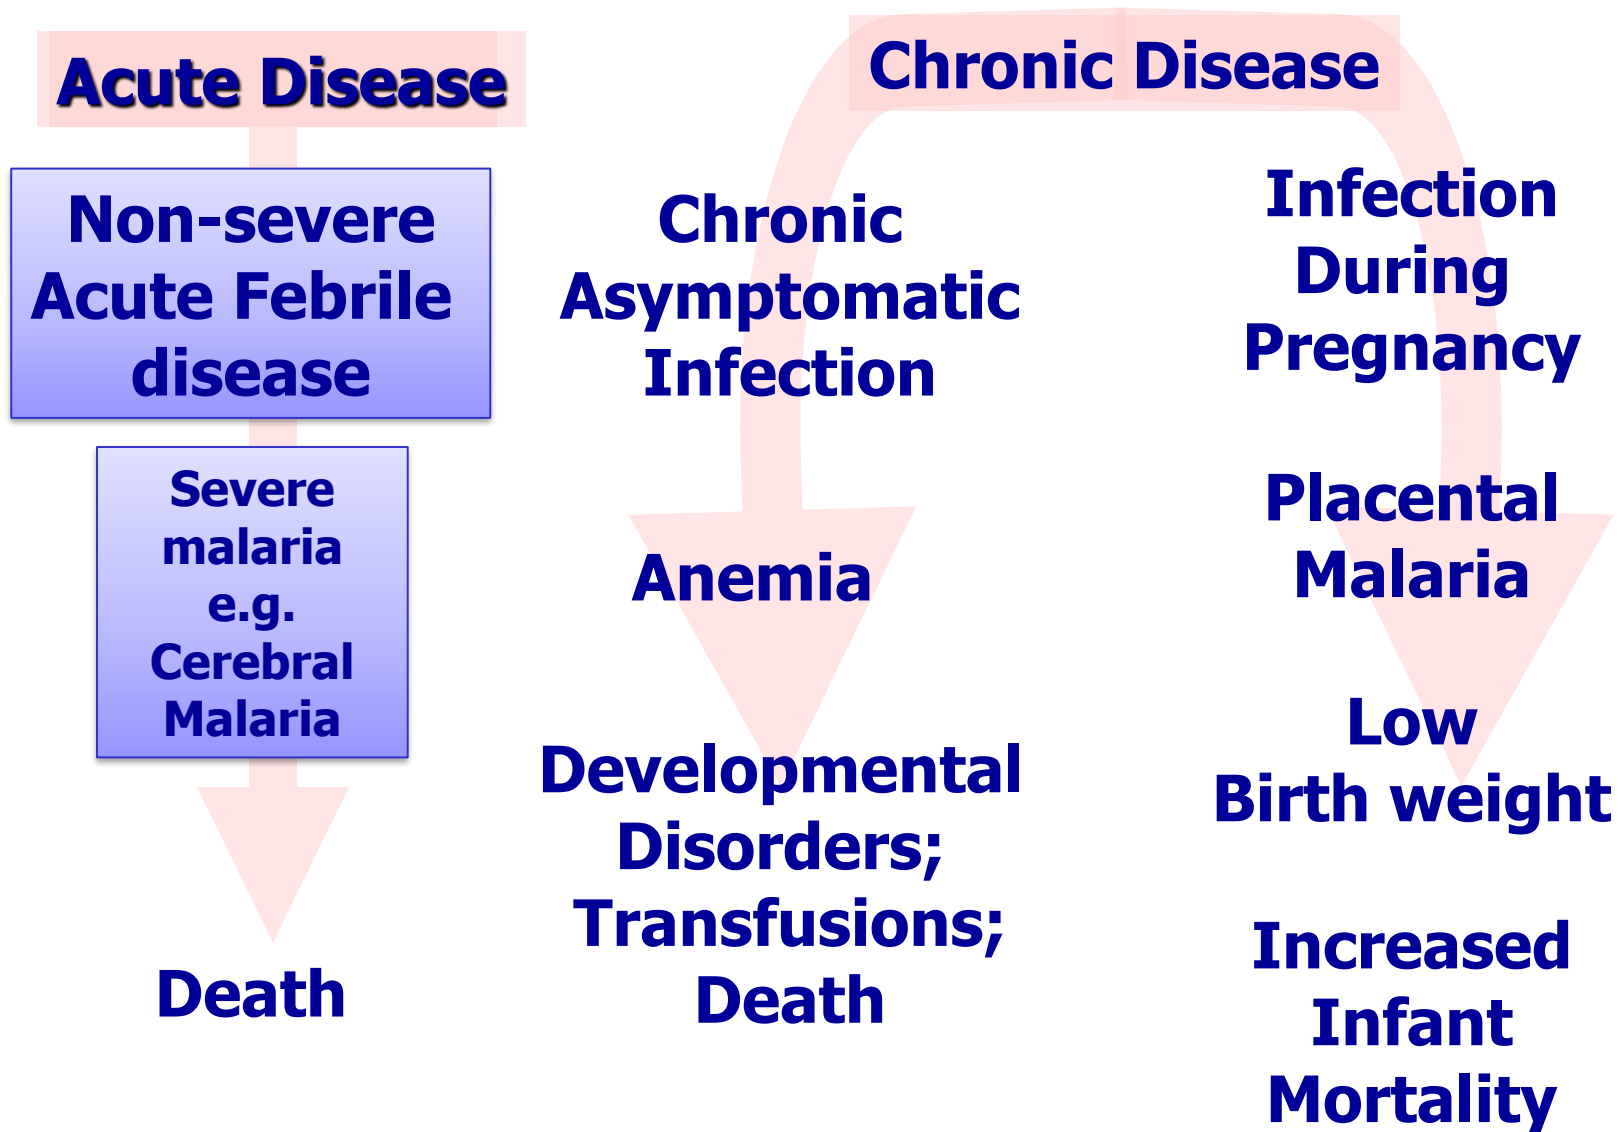 Acute Disease
Non-severe
Acute Febrile
disease
Severe
malaria
e.g.
Cerebral
Malaria
Death
Chronic Disease
Chronic
Asymptomatic
Infection
Anemia
Developmental
Disorders;
Transfusions;
Death
Infection
During
Pregnancy
Placental
Malaria
Low
Birth weight
Increased
Infant
Mortality